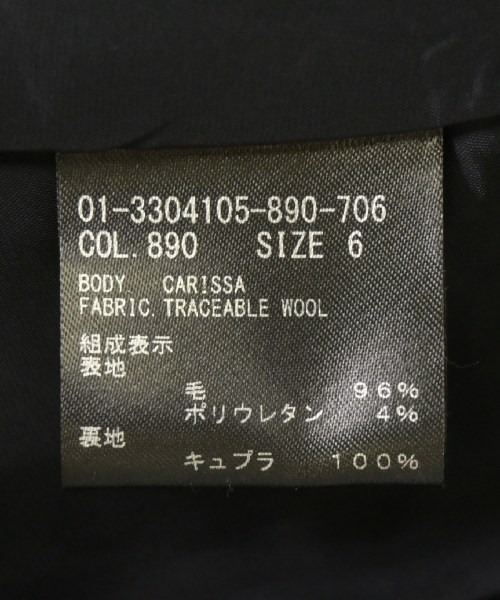 01-3304105-890-706
COL. 890 SIZE 6
BODY. CARISSA
FABRIC. TRACEABLE WOOL
組成表示
表地
毛 96%
ポリウレタン 4%
裏地
キュプラ 100%